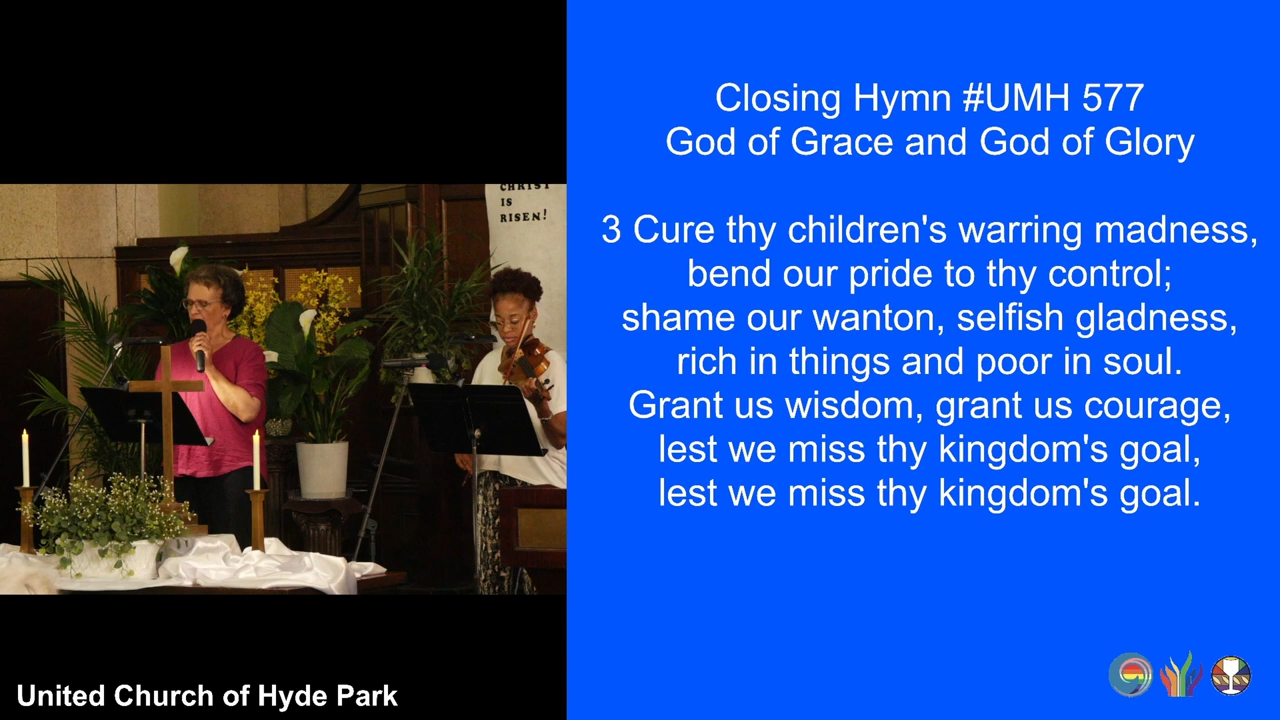 CHRIST
IS
RISEN!
United Church of Hyde Park
Closing Hymn #UMH 577
God of Grace and God of Glory
3 Cure thy children's warring madness,
bend our pride to thy control;
shame our wanton, selfish gladness,
rich in things and poor in soul.
Grant us wisdom, grant us courage,
lest we miss thy kingdom's goal,
lest we miss thy kingdom's goal.